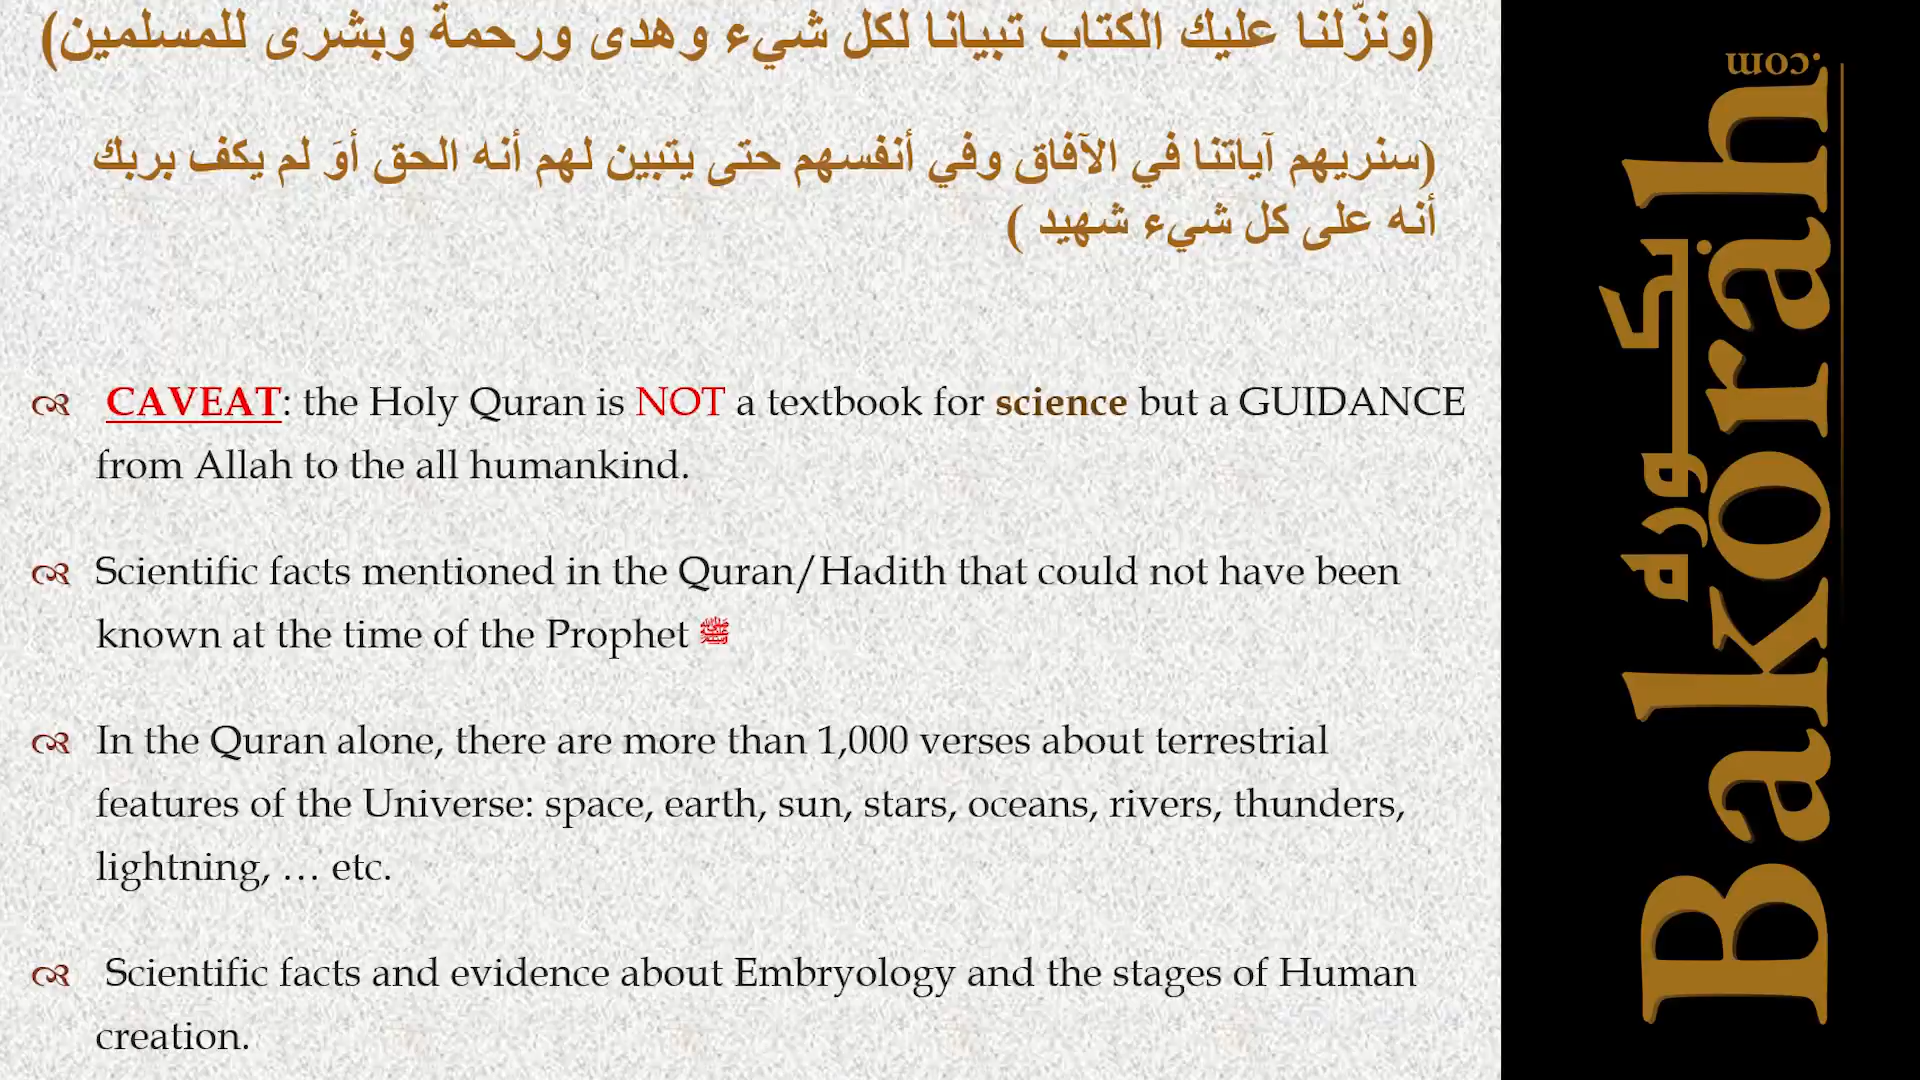 (ونزّلنا عليك الكتاب تبيانا لكل شيء وهدى ورحمة وبشرى للمسلمين)
(سنريهم آياتنا في الآفاق وفي أنفسهم حتى يتبين لهم أنه الحق أوَ لم يكف بربك
أنه على كل شيء شهيد )
CAVEAT: the Holy Quran is NOT a textbook for science but a GUIDANCE
from Allah to the all humankind.
Scientific facts mentioned in the Quran/Hadith that could not have been
known at the time of the Prophet ﷺ
In the Quran alone, there are more than 1,000 verses about terrestrial
features of the Universe: space, earth, sun, stars, oceans, rivers, thunders,
lightning, … etc.
Scientific facts and evidence about Embryology and the stages of Human
creation.
بكوره
Bakorah
.com